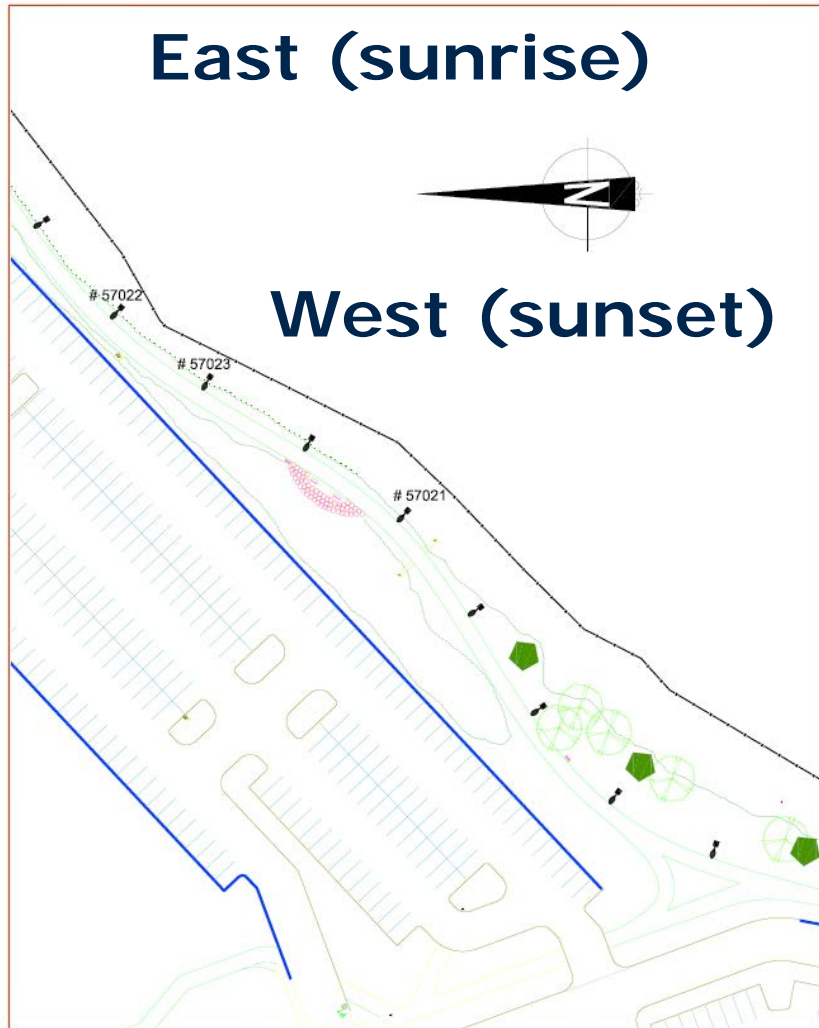 East (sunrise)
N
West (sunset)
# 57022
# 57023
# 57021